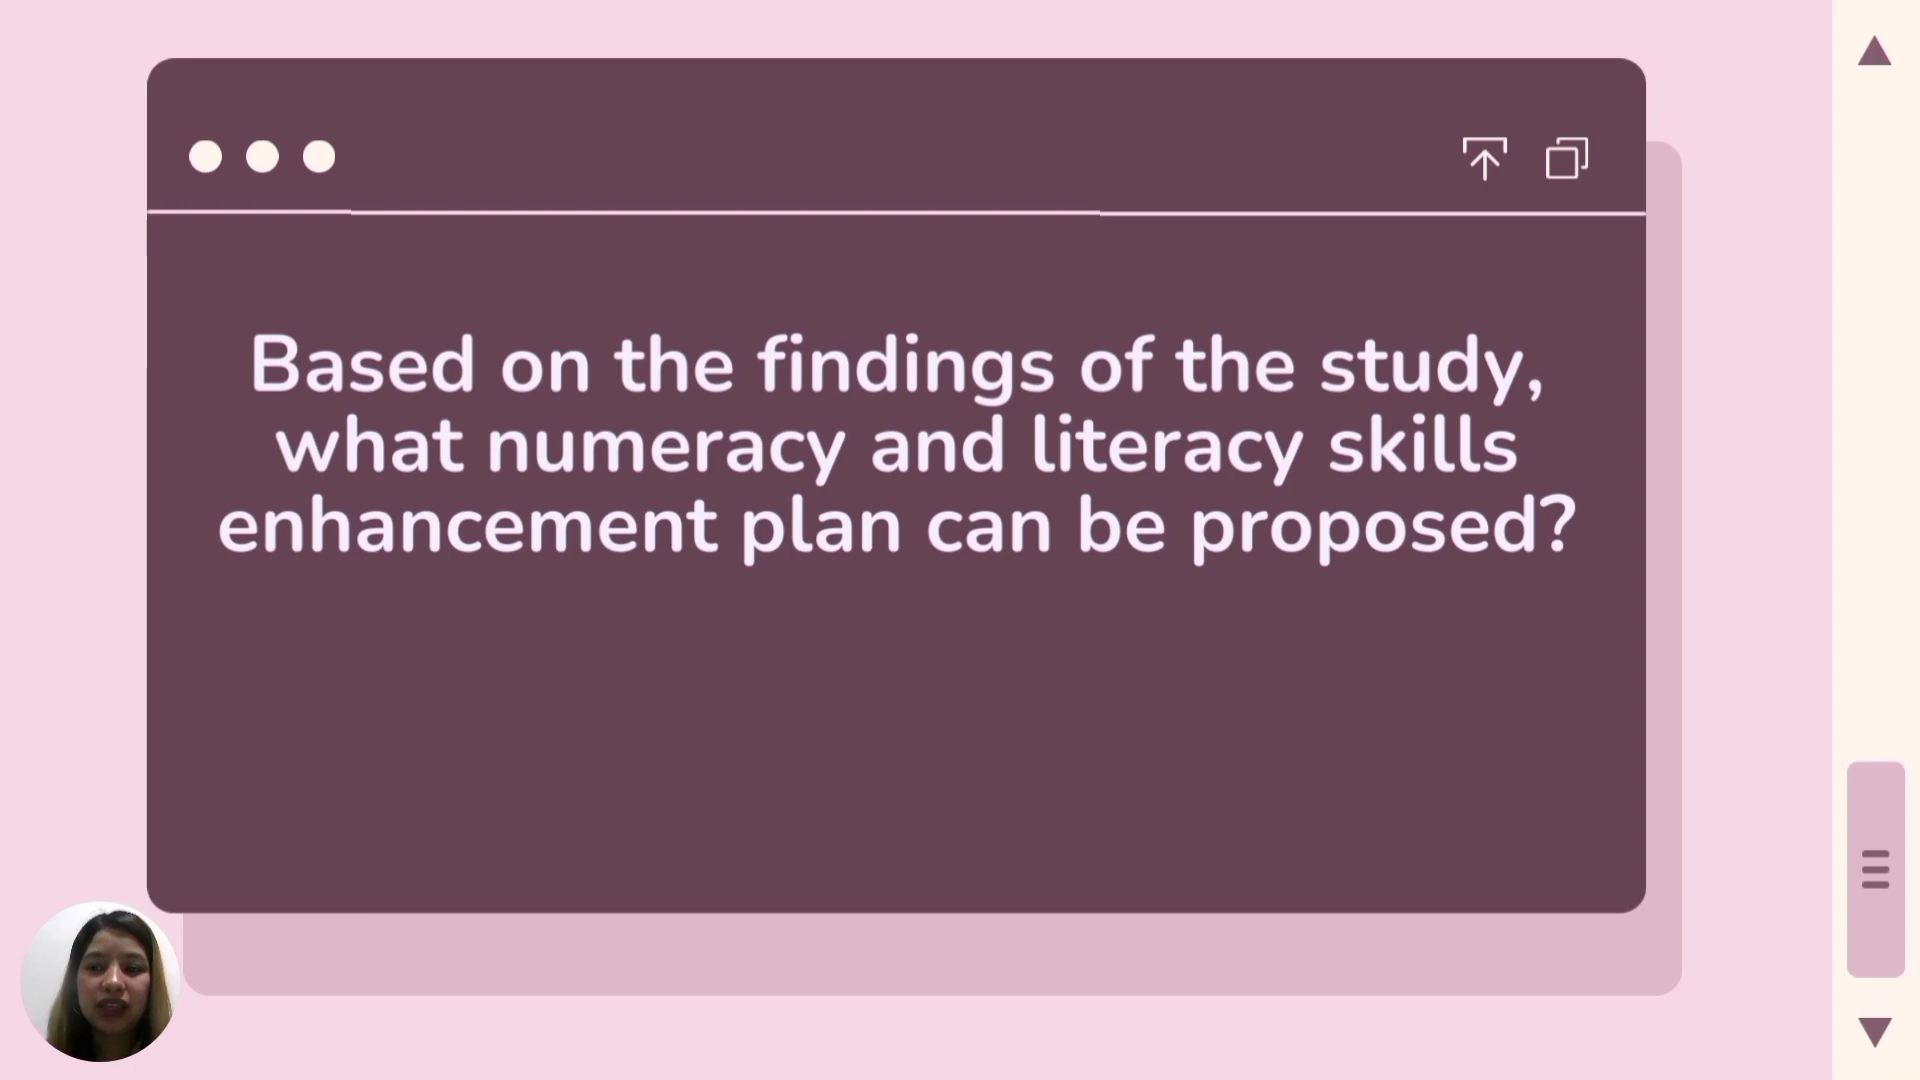 Based on the findings of the study,
what numeracy and literacy skills
enhancement plan can be proposed?